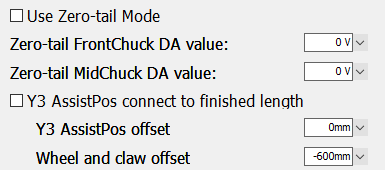 Use Zero-tail Mode
Zero-tail FrontChuck DA value: 0 V
Zero-tail MidChuck DA value: 0 V
Y3 AssistPos connect to finished length
Y3 AssistPos offset 0mm
Wheel and claw offset -600mm